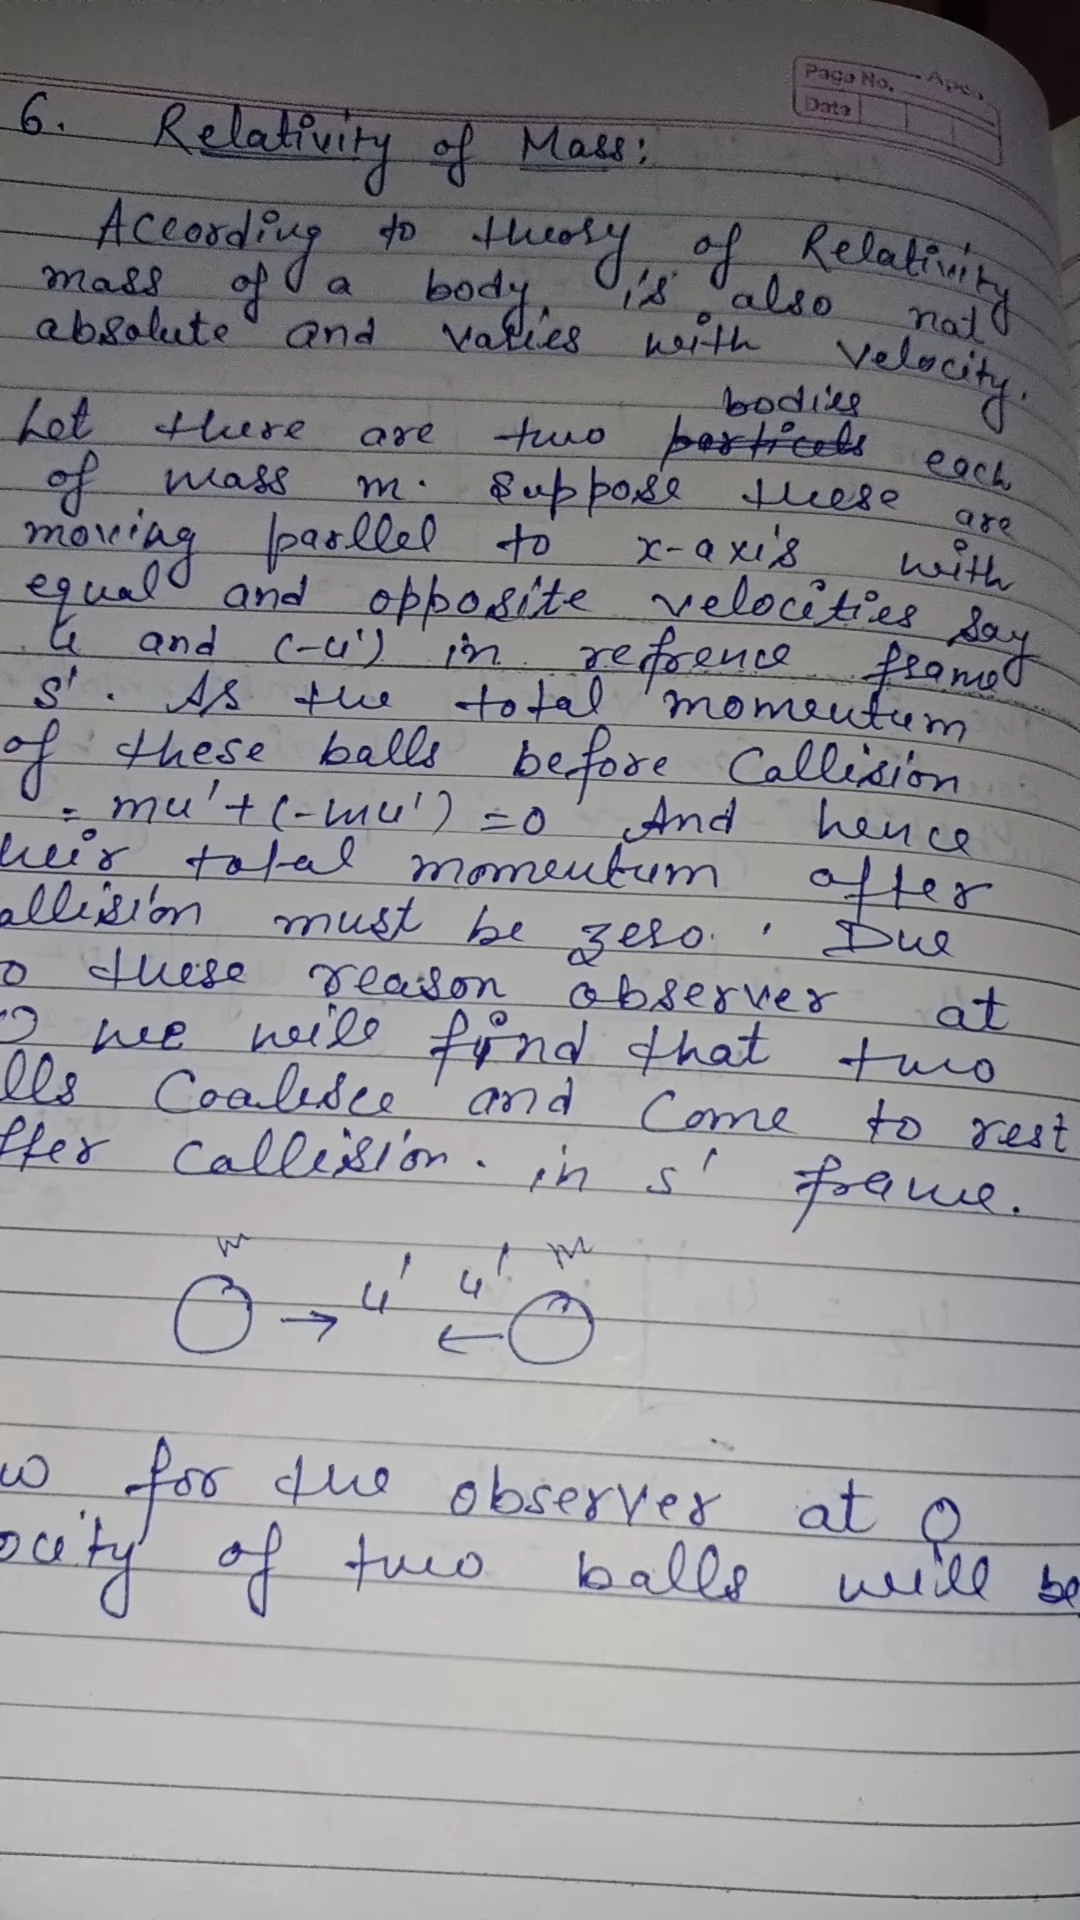 Page No.
Date
6. Relativity of Mass:
According to theory of Relativity
mass of a body is also not
absolute and varies with velocity.
bodies
Let there are two particals each
of mass m. Suppose these are
moving parllel to x-axis with
equal and opposite velocities say
u and (-u') in refrence frame
s'. As the total momentum
of these balls before Collision
= mu' + (-mu') = 0 And hence
heir total momentum after
ollision must be zero. Due
o these reason observer at
we will find that two
lls Coalesce and Come to rest
fter Collision. in s' frame.
m u' u' m
w for the observer at O
ocity of two balls will be